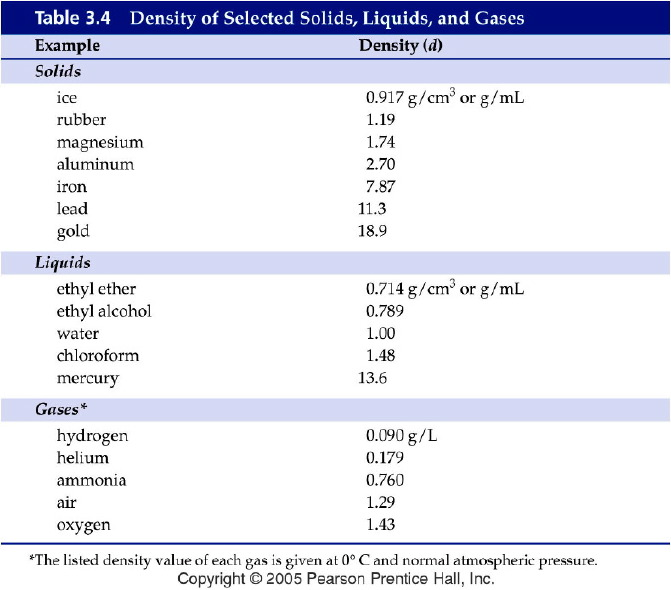 Table 3.4 Density of Selected Solids, Liquids, and Gases
Example Density (d)
Solids
ice 0.917 g/cm³ or g/mL
rubber 1.19
magnesium 1.74
aluminum 2.70
iron 7.87
lead 11.3
gold 18.9
Liquids
ethyl ether 0.714 g/cm³ or g/mL
ethyl alcohol 0.789
water 1.00
chloroform 1.48
mercury 13.6
Gases*
hydrogen 0.090 g/L
helium 0.179
ammonia 0.760
air 1.29
oxygen 1.43
*The listed density value of each gas is given at 0° C and normal atmospheric pressure.
Copyright © 2005 Pearson Prentice Hall, Inc.